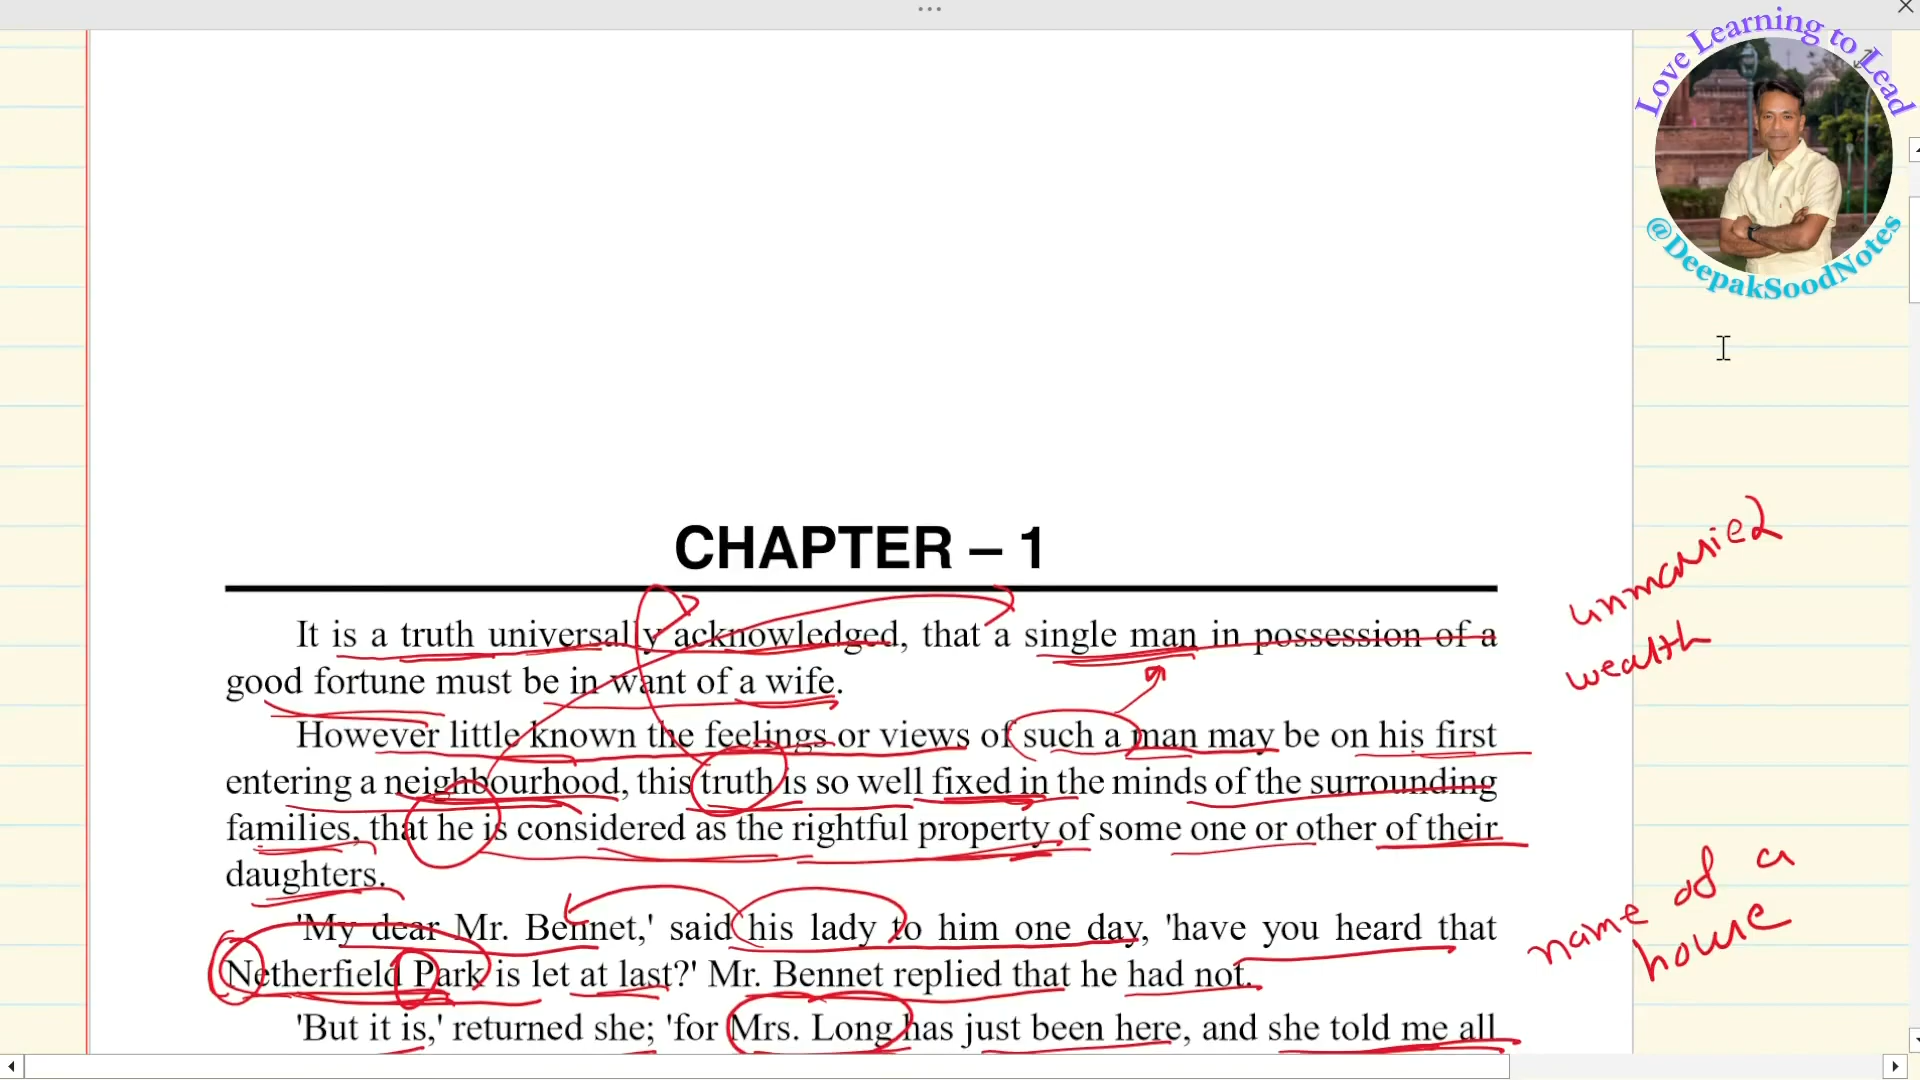 Love Learning to Lead
@DeepakSoodNotes
CHAPTER – 1
unmarried
It is a truth universally acknowledged, that a single man in possession of a
wealth
good fortune must be in want of a wife.
However little known the feelings or views of such a man may be on his first
entering a neighbourhood, this truth is so well fixed in the minds of the surrounding
families, that he is considered as the rightful property of some one or other of their
daughters.
name of a
house
'My dear Mr. Bennet,' said his lady to him one day, 'have you heard that
Netherfield Park is let at last?' Mr. Bennet replied that he had not.
'But it is,' returned she; 'for Mrs. Long has just been here, and she told me all